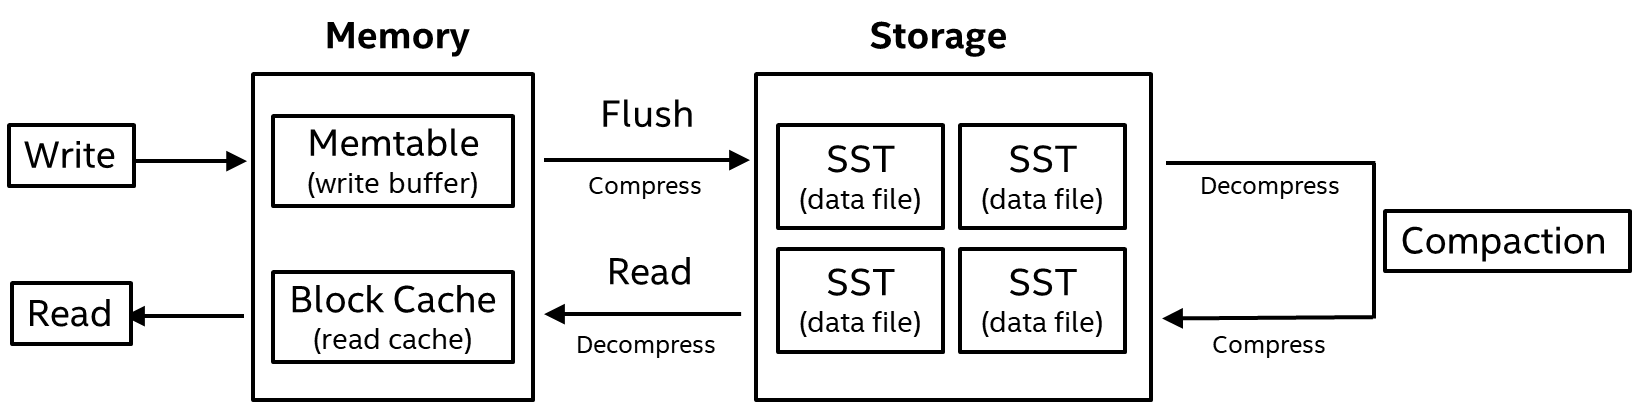 Memory
Storage
Write
Memtable
(write buffer)
Flush
Compress
SST
(data file)
SST
(data file)
Decompress
Compaction
Read
Block Cache
(read cache)
Read
Decompress
SST
(data file)
SST
(data file)
Compress